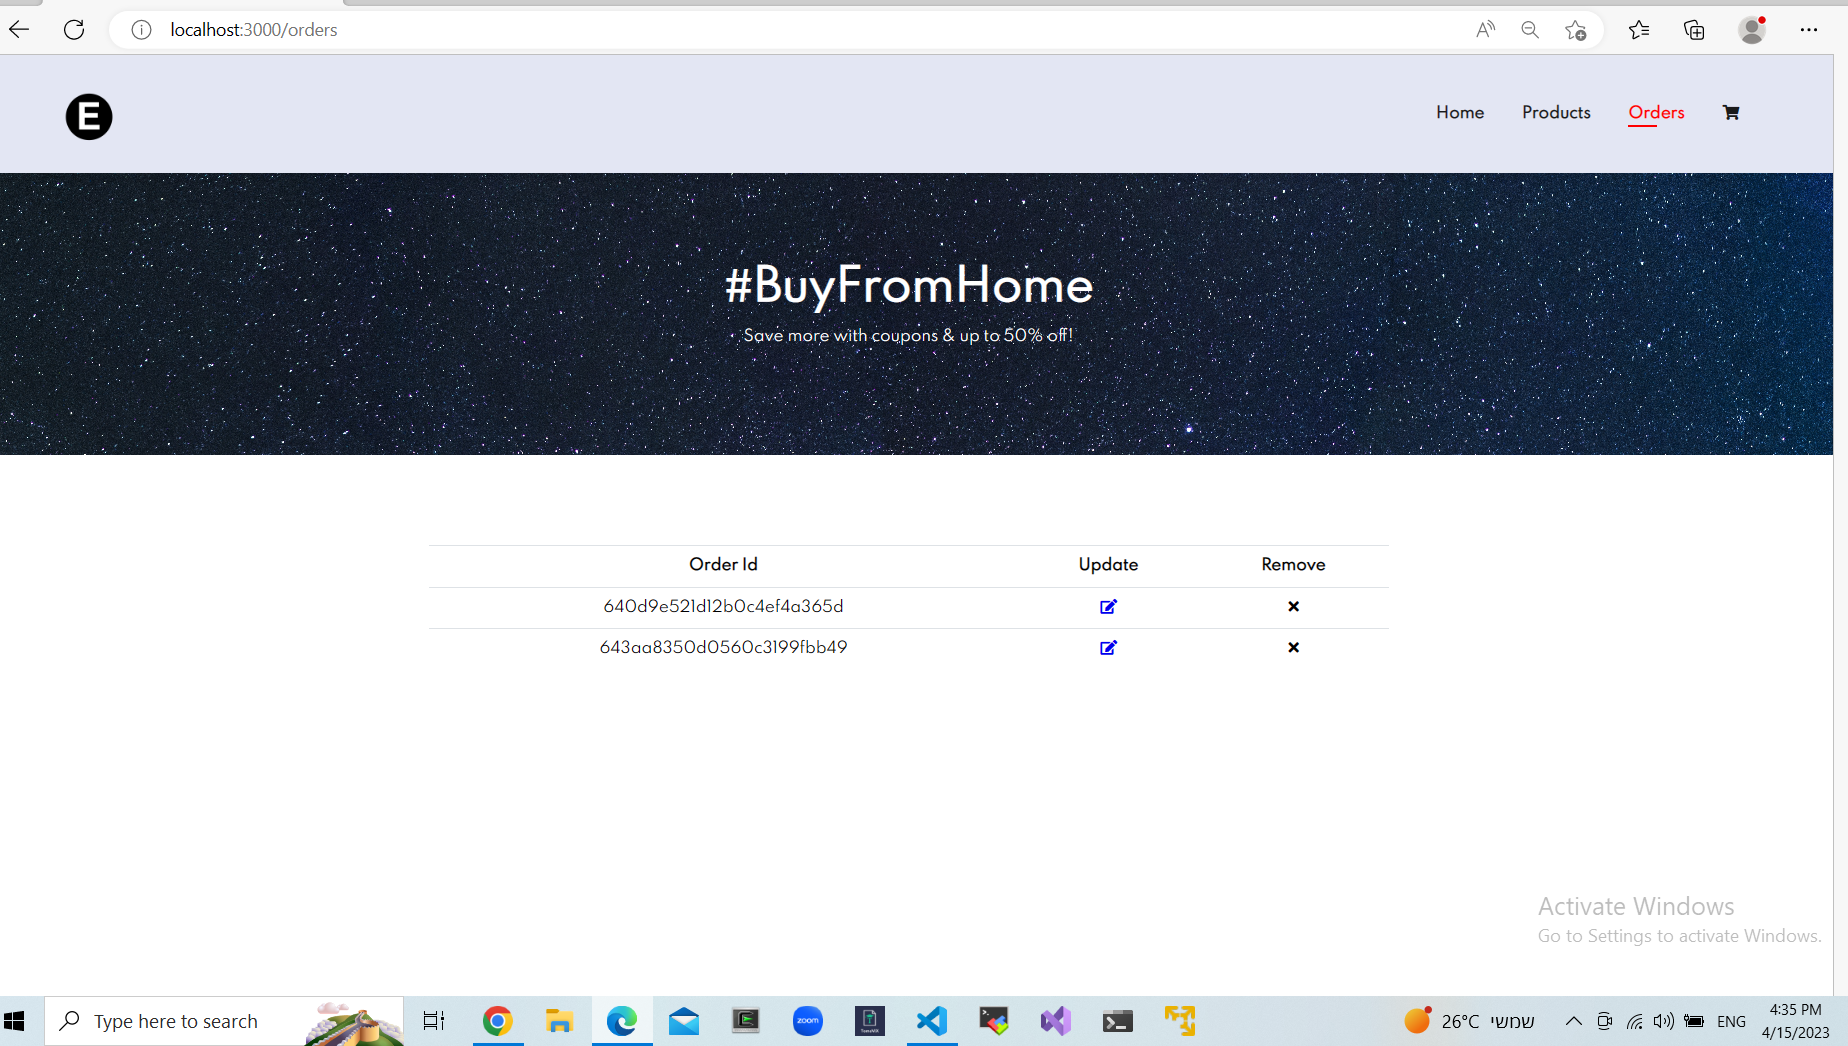 localhost:3000/orders
E
Home Products Orders
#BuyFromHome
Save more with coupons & up to 50% off!
Order Id Update Remove
640d9e521d12b0c4ef4a365d
643aa8350d0560c3199fbb49
Activate Windows
Go to Settings to activate Windows.
Type here to search
zoom
26°C שמשי
ENG
4:35 PM
4/15/2023